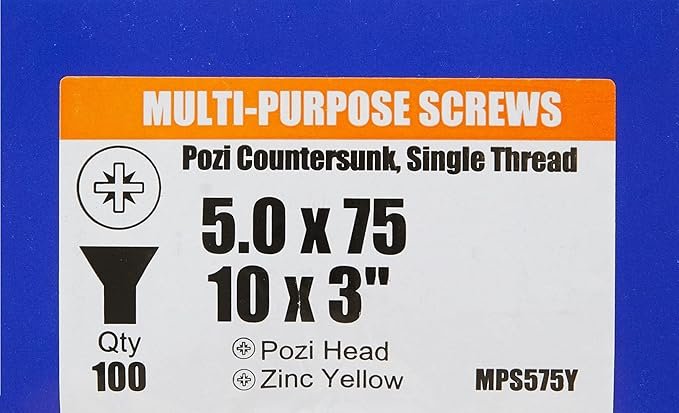 MULTI-PURPOSE SCREWS
Pozi Countersunk, Single Thread
5.0 x 75
10 x 3"
Qty
100
Pozi Head
Zinc Yellow
MPS575Y